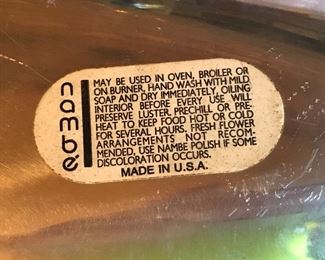 nambé
MAY BE USED IN OVEN, BROILER OR
ON BURNER, HAND WASH WITH MILD
SOAP AND DRY IMMEDIATELY, OILING
INTERIOR BEFORE EVERY USE WILL
PRESERVE LUSTER. PRECHILL OR PRE-
HEAT TO KEEP FOOD HOT OR COLD
FOR SEVERAL HOURS. FRESH FLOWER
ARRANGEMENTS NOT RECOM-
MENDED, USE NAMBE POLISH IF SOME
DISCOLORATION OCCURS.
MADE IN U.S.A.